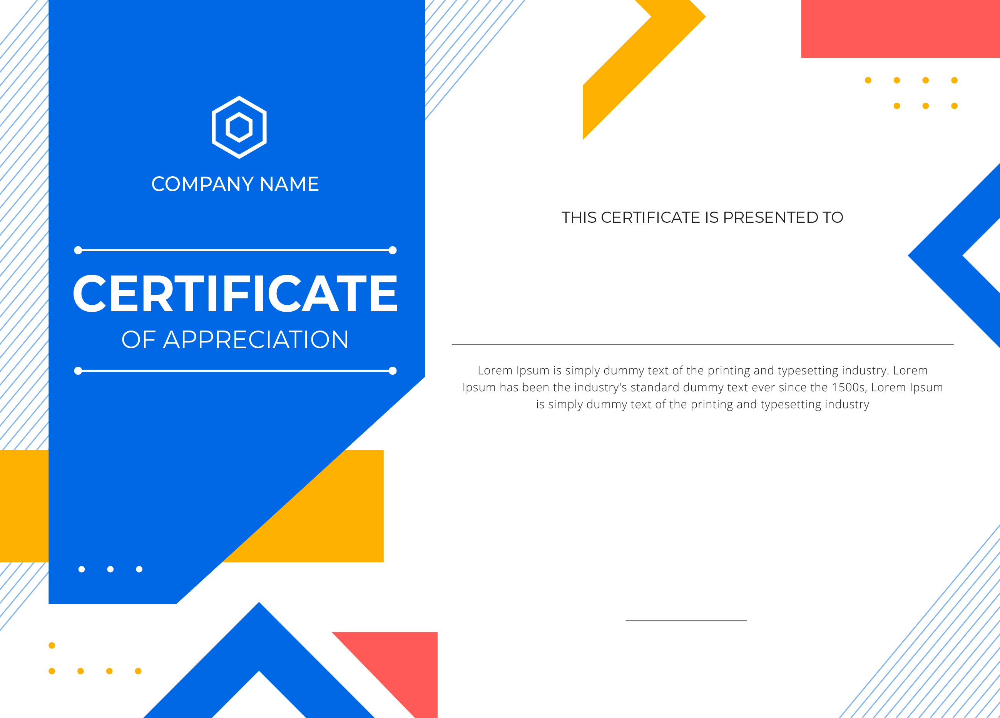 COMPANY NAME
CERTIFICATE
OF APPRECIATION
THIS CERTIFICATE IS PRESENTED TO
Lorem Ipsum is simply dummy text of the printing and typesetting industry. Lorem
Ipsum has been the industry's standard dummy text ever since the 1500s, Lorem Ipsum
is simply dummy text of the printing and typesetting industry